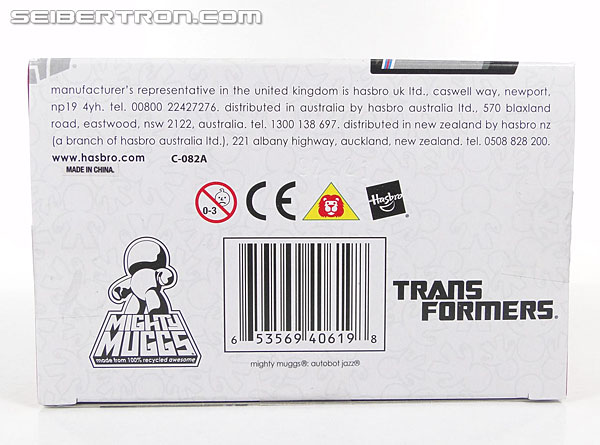 SEIBERTRON.COM
manufacturer's representative in the united kingdom is hasbro uk ltd., caswell way, newport,
np19 4yh. tel. 00800 22427276. distributed in australia by hasbro australia ltd., 570 blaxland
road, eastwood, nsw 2122, australia. tel. 1300 138 697. distributed in new zealand by hasbro nz
(a branch of hasbro australia ltd.), 221 albany highway, auckland, new zealand. tel. 0508 828 200.
www.hasbro.com C-082A
MADE IN CHINA.
0-3 CE Hasbro
MIGHTY
MUGGS
made from 100% recycled awesome
6 53569 40619 8
mighty muggs®: autobot jazz®
TRANS
FORMERS®